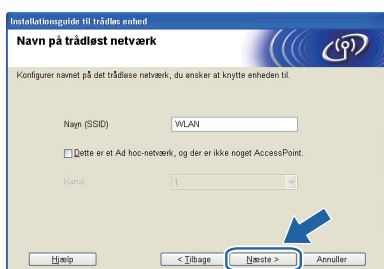 Installationsguide til trådløs enhed
Navn på trådløst netværk
Konfigurer navnet på det trådløse netværk, du ønsker at knytte enheden til.
Navn (SSID)
WLAN
Dette er et Ad hoc-netværk, og der er ikke noget AccessPoint.
Kanal
1
Hjælp
< Tilbage
Næste >
Annuller